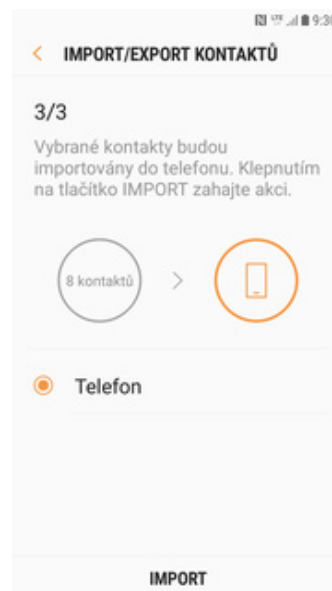 LTE 9:30
IMPORT/EXPORT KONTAKTŮ
3/3
Vybrané kontakty budou
importovány do telefonu. Klepnutím
na tlačítko IMPORT zahajte akci.
8 kontaktů
Telefon
IMPORT